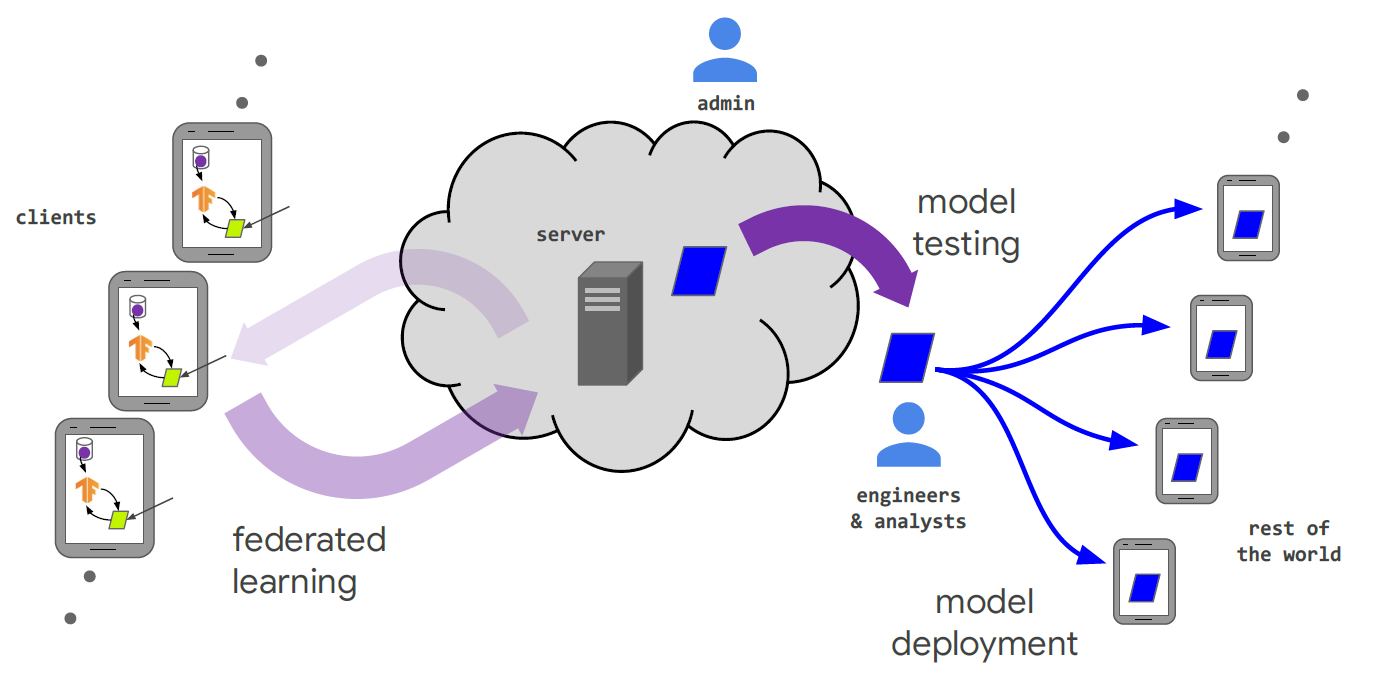 admin
clients
server
model
testing
engineers
& analysts
federated
learning
rest of
the world
model
deployment